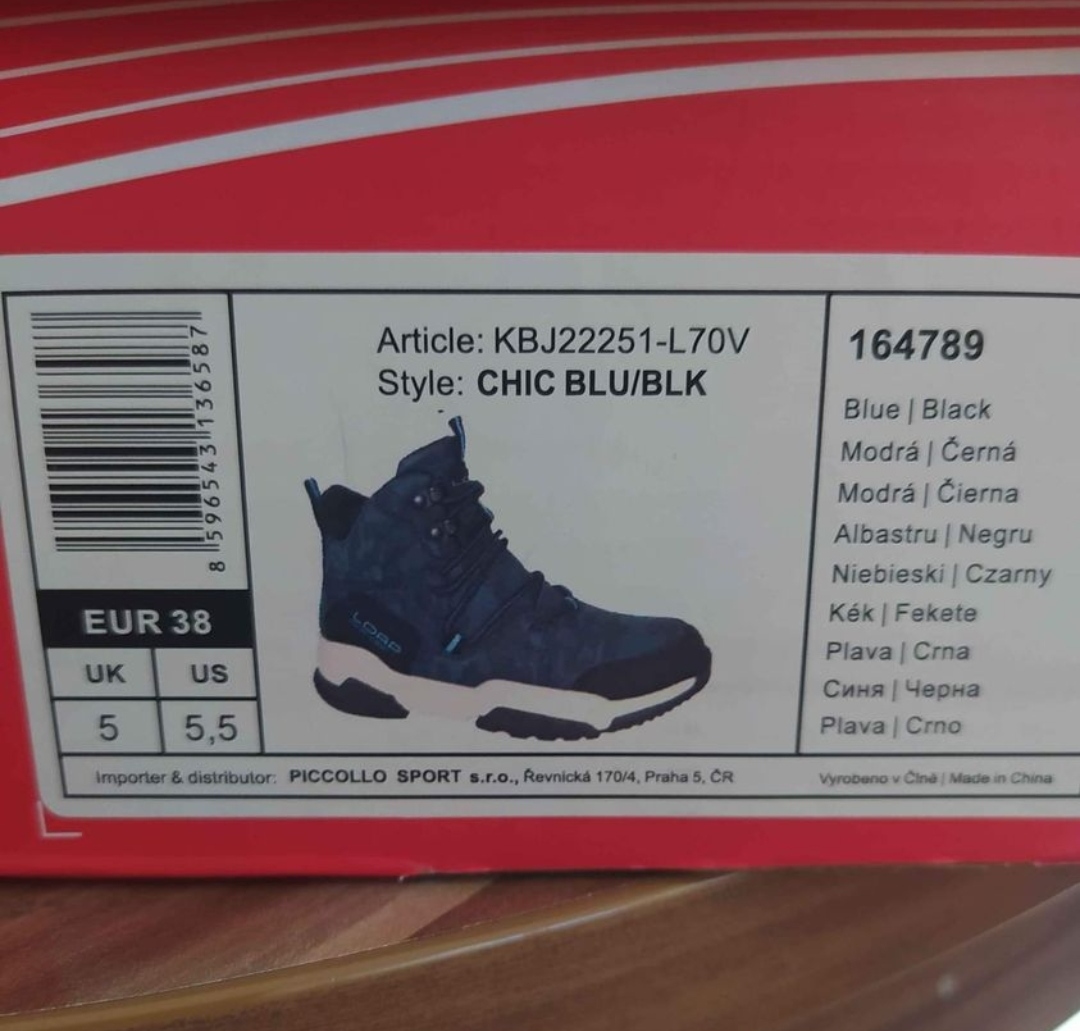 8 596543 136587
EUR 38
UK US
5 5,5
Article: KBJ22251-L70V
Style: CHIC BLU/BLK
LOAP
164789
Blue | Black
Modrá | Černá
Modrá | Čierna
Albastru | Negru
Niebieski | Czarny
Kék | Fekete
Plava | Crna
Синя | Черна
Plava | Crno
Importer & distributor: PICCOLLO SPORT s.r.o., Řevnická 170/4, Praha 5, ČR
Vyrobeno v Číně | Made in China